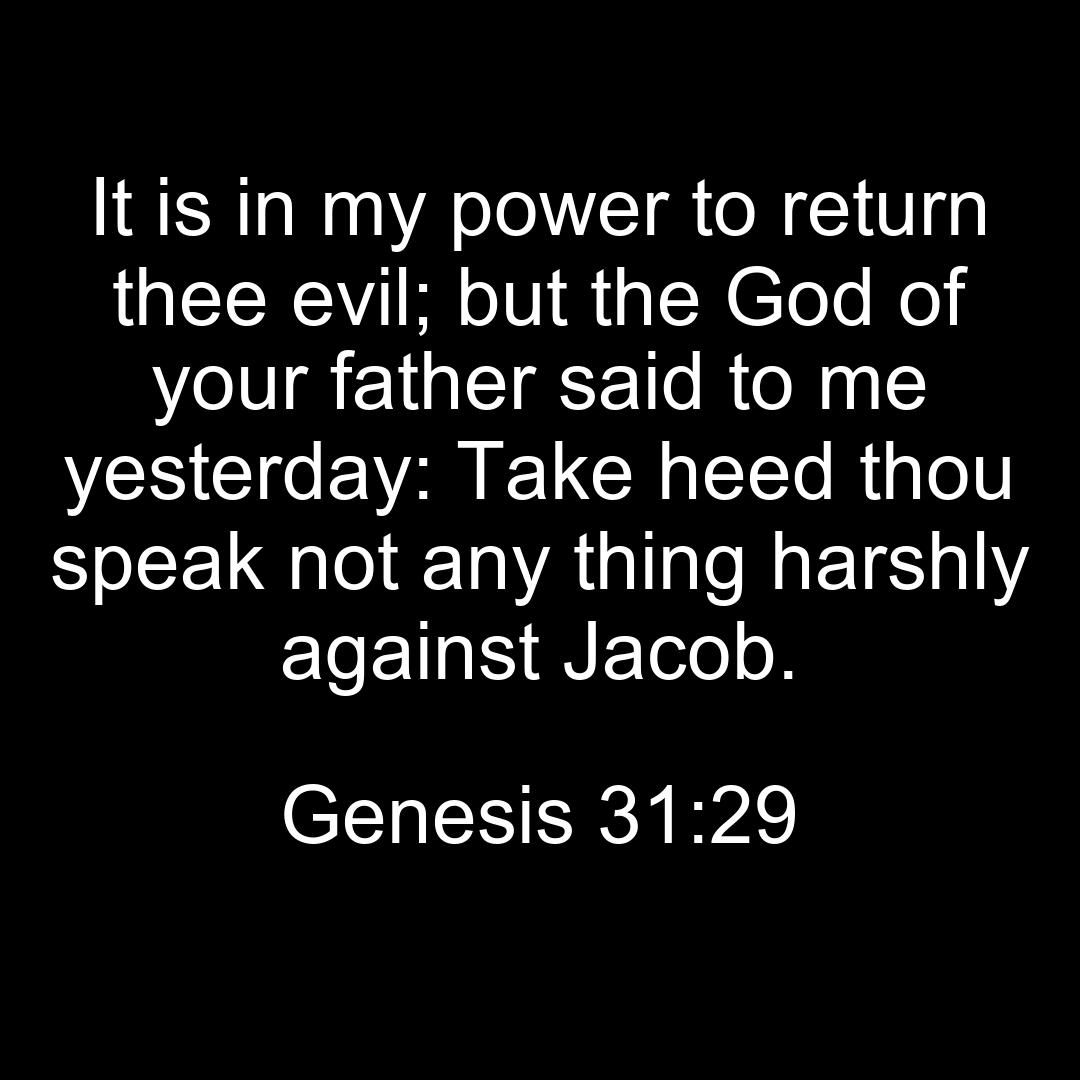 It is in my power to return
thee evil; but the God of
your father said to me
yesterday: Take heed thou
speak not any thing harshly
against Jacob.
Genesis 31:29